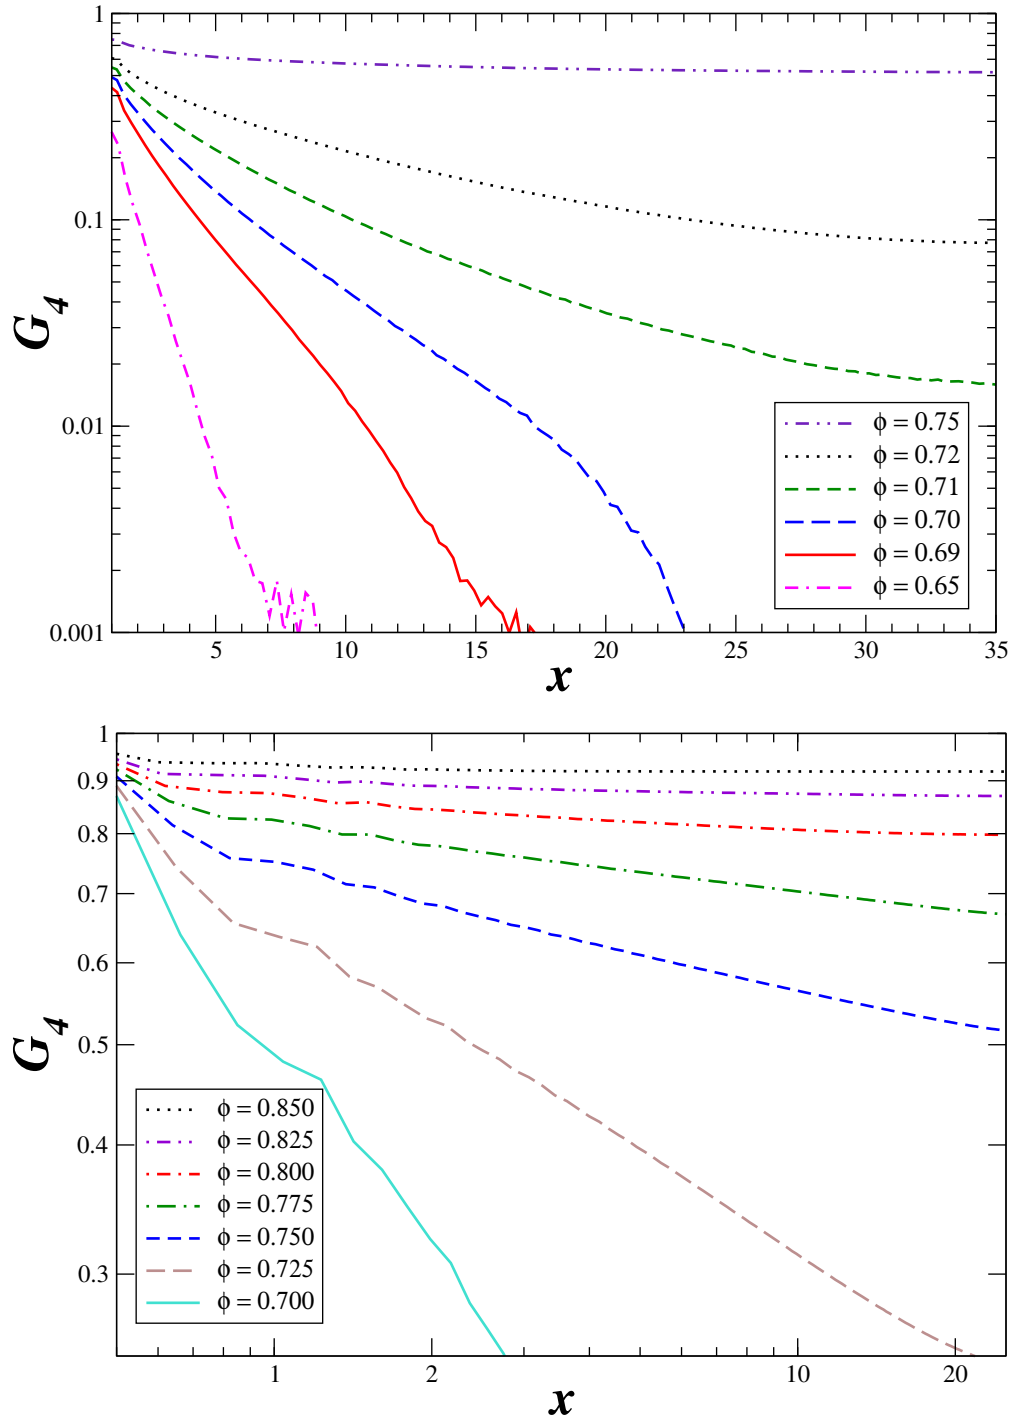 1
0.1
0.01
0.001
G4
5 10 15 20 25 30 35
x
ϕ = 0.75
ϕ = 0.72
ϕ = 0.71
ϕ = 0.70
ϕ = 0.69
ϕ = 0.65
1
0.9
0.8
0.7
0.6
0.5
0.4
0.3
G4
ϕ = 0.850
ϕ = 0.825
ϕ = 0.800
ϕ = 0.775
ϕ = 0.750
ϕ = 0.725
ϕ = 0.700
1 2 10 20
x